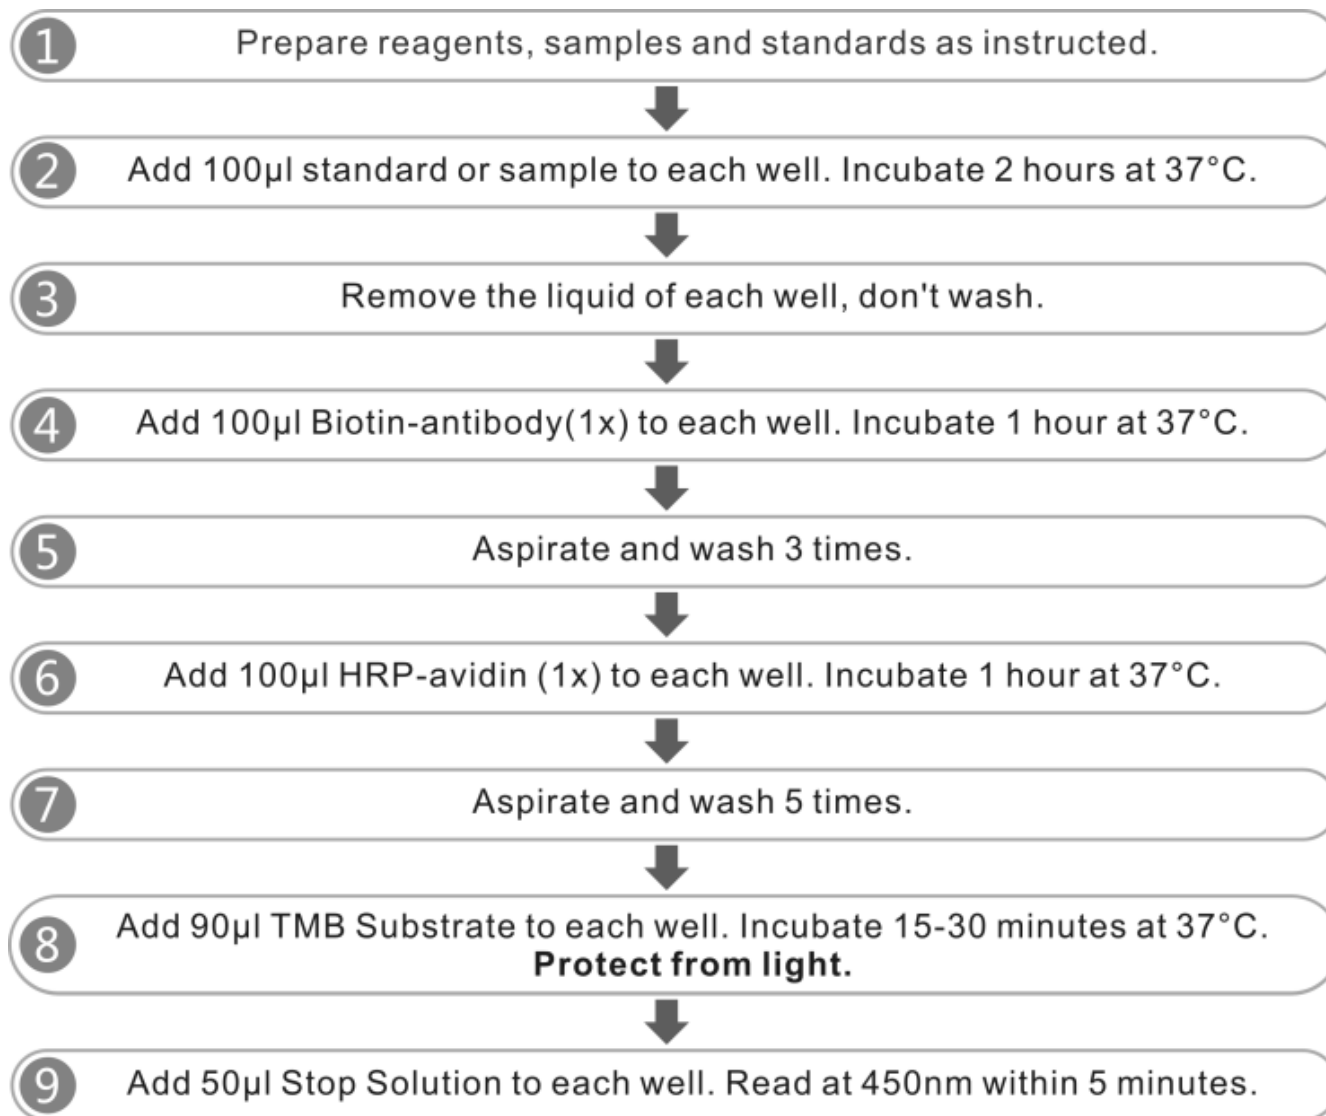 1 Prepare reagents, samples and standards as instructed.
2 Add 100µl standard or sample to each well. Incubate 2 hours at 37°C.
3 Remove the liquid of each well, don't wash.
4 Add 100µl Biotin-antibody(1x) to each well. Incubate 1 hour at 37°C.
5 Aspirate and wash 3 times.
6 Add 100µl HRP-avidin (1x) to each well. Incubate 1 hour at 37°C.
7 Aspirate and wash 5 times.
8 Add 90µl TMB Substrate to each well. Incubate 15-30 minutes at 37°C.
Protect from light.
9 Add 50µl Stop Solution to each well. Read at 450nm within 5 minutes.